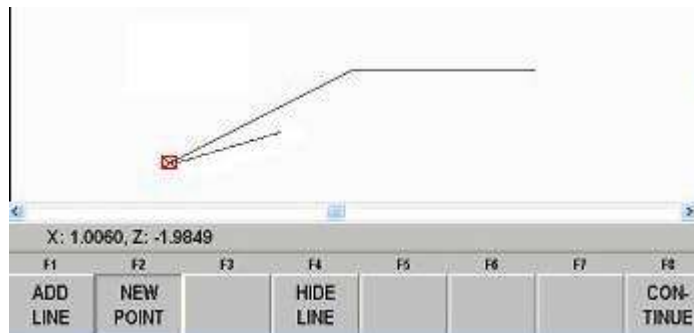 X: 1.0060, Z: -1.9849
F1 F2 F3 F4 F5 F6 F7 F8
ADD LINE
NEW POINT
HIDE LINE
CON-
TINUE